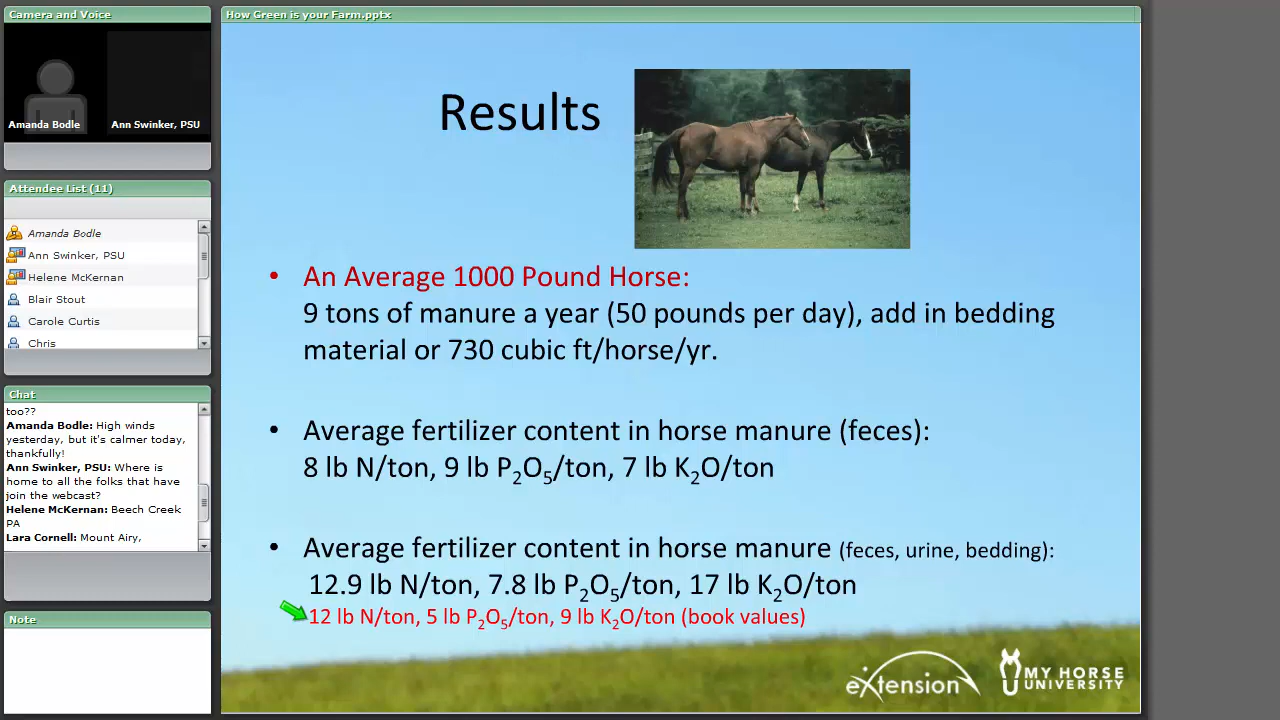 Camera and Voice
Amanda Bodle
Ann Swinker, PSU
Attendee List (11)
Amanda Bodle
Ann Swinker, PSU
Helene McKernan
Blair Stout
Carole Curtis
Chris
Chat
too??
Amanda Bodle: High winds
yesterday, but it's calmer today,
thankfully!
Ann Swinker, PSU: Where is
home to all the folks that have
join the webcast?
Helene McKernan: Beech Creek
PA
Lara Cornell: Mount Airy,
Note
How Green is your Farm.pptx
Results
• An Average 1000 Pound Horse:
9 tons of manure a year (50 pounds per day), add in bedding
material or 730 cubic ft/horse/yr.
• Average fertilizer content in horse manure (feces):
8 lb N/ton, 9 lb P₂O₅/ton, 7 lb K₂O/ton
• Average fertilizer content in horse manure (feces, urine, bedding):
12.9 lb N/ton, 7.8 lb P₂O₅/ton, 17 lb K₂O/ton
12 lb N/ton, 5 lb P₂O₅/ton, 9 lb K₂O/ton (book values)
eXtension
MY HORSE
UNIVERSITY